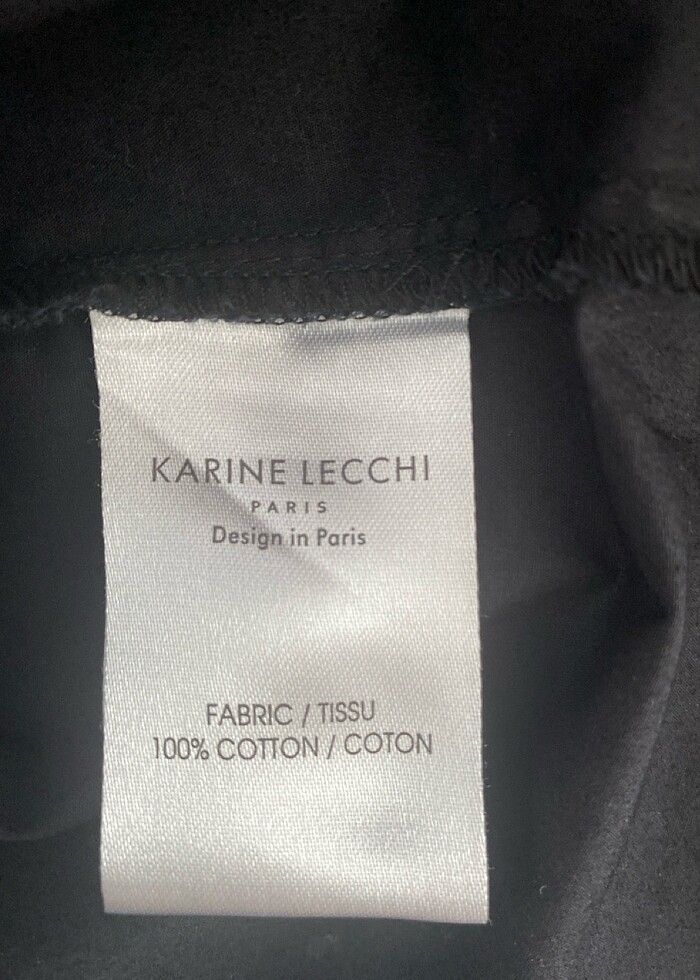 KARINE LECCHI
PARIS
Design in Paris
FABRIC / TISSU
100% COTTON / COTON